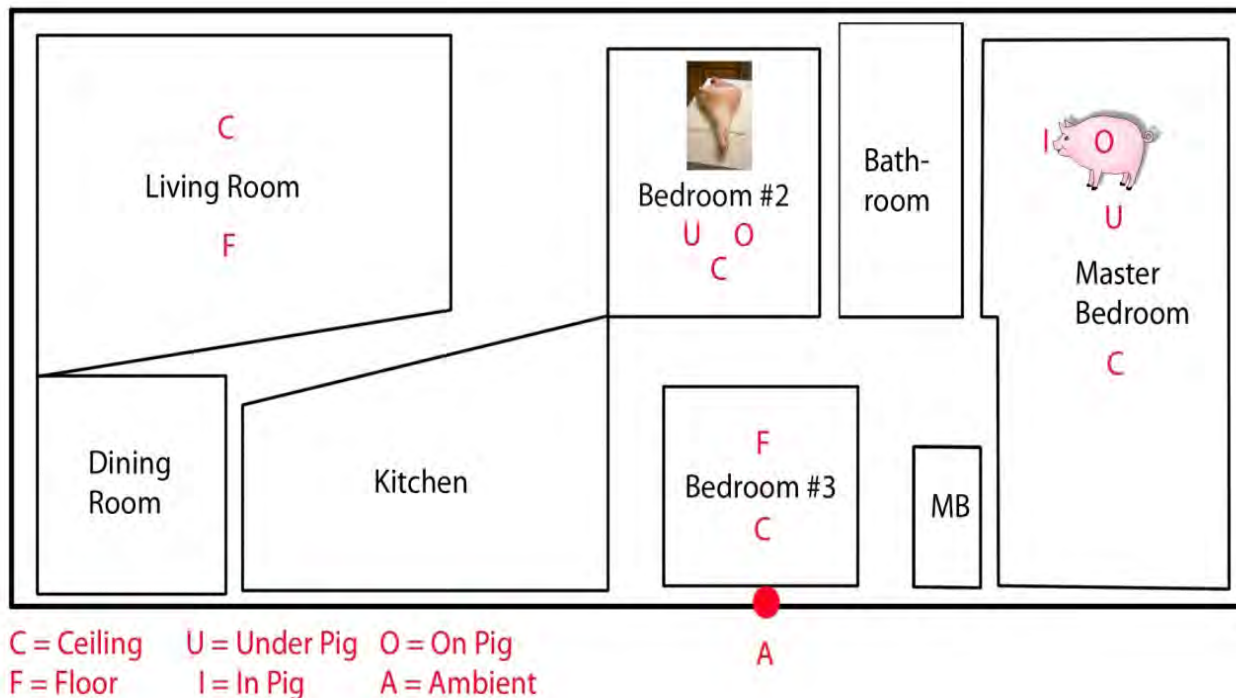 C
Living Room
F
Bedroom #2
U O
C
Bath-
room
I O
U
Master
Bedroom
C
Dining
Room
Kitchen
F
Bedroom #3
C
MB
A
C = Ceiling U = Under Pig O = On Pig
F = Floor I = In Pig A = Ambient